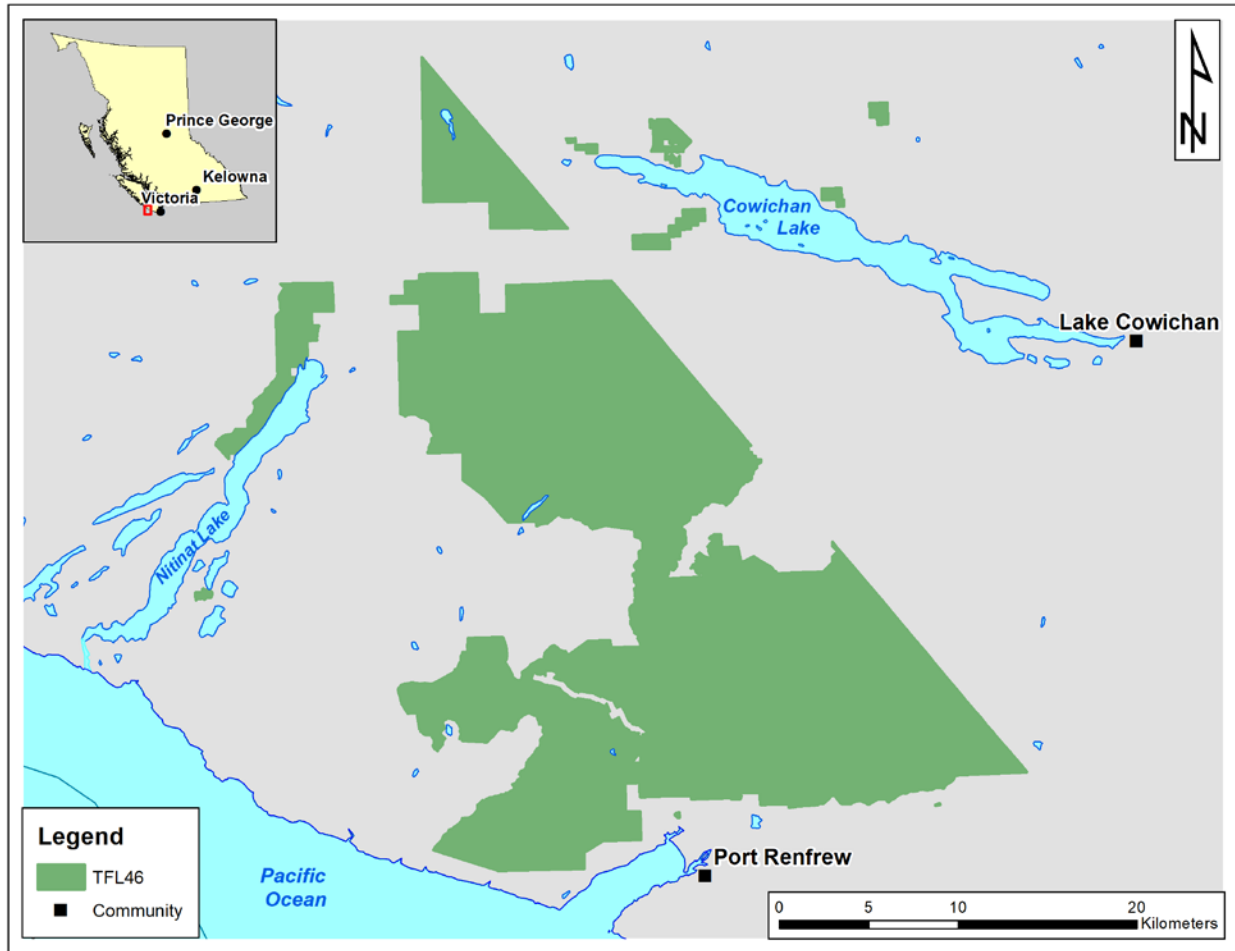 Prince George
Kelowna
Victoria
N
Cowichan
Lake
Lake Cowichan
Nitinat Lake
Legend
TFL46
Community
Pacific
Ocean
Port Renfrew
0 5 10 20
Kilometers